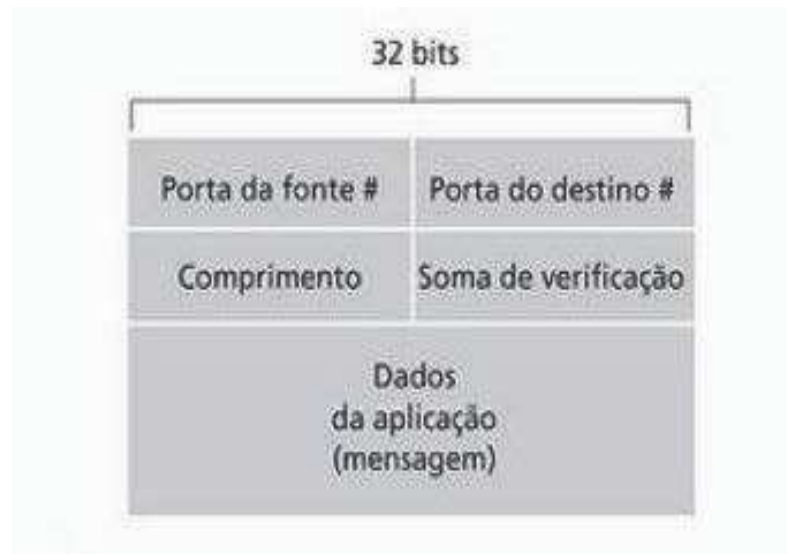 32 bits
Porta da fonte #
Porta do destino #
Comprimento
Soma de verificação
Dados
da aplicação
(mensagem)